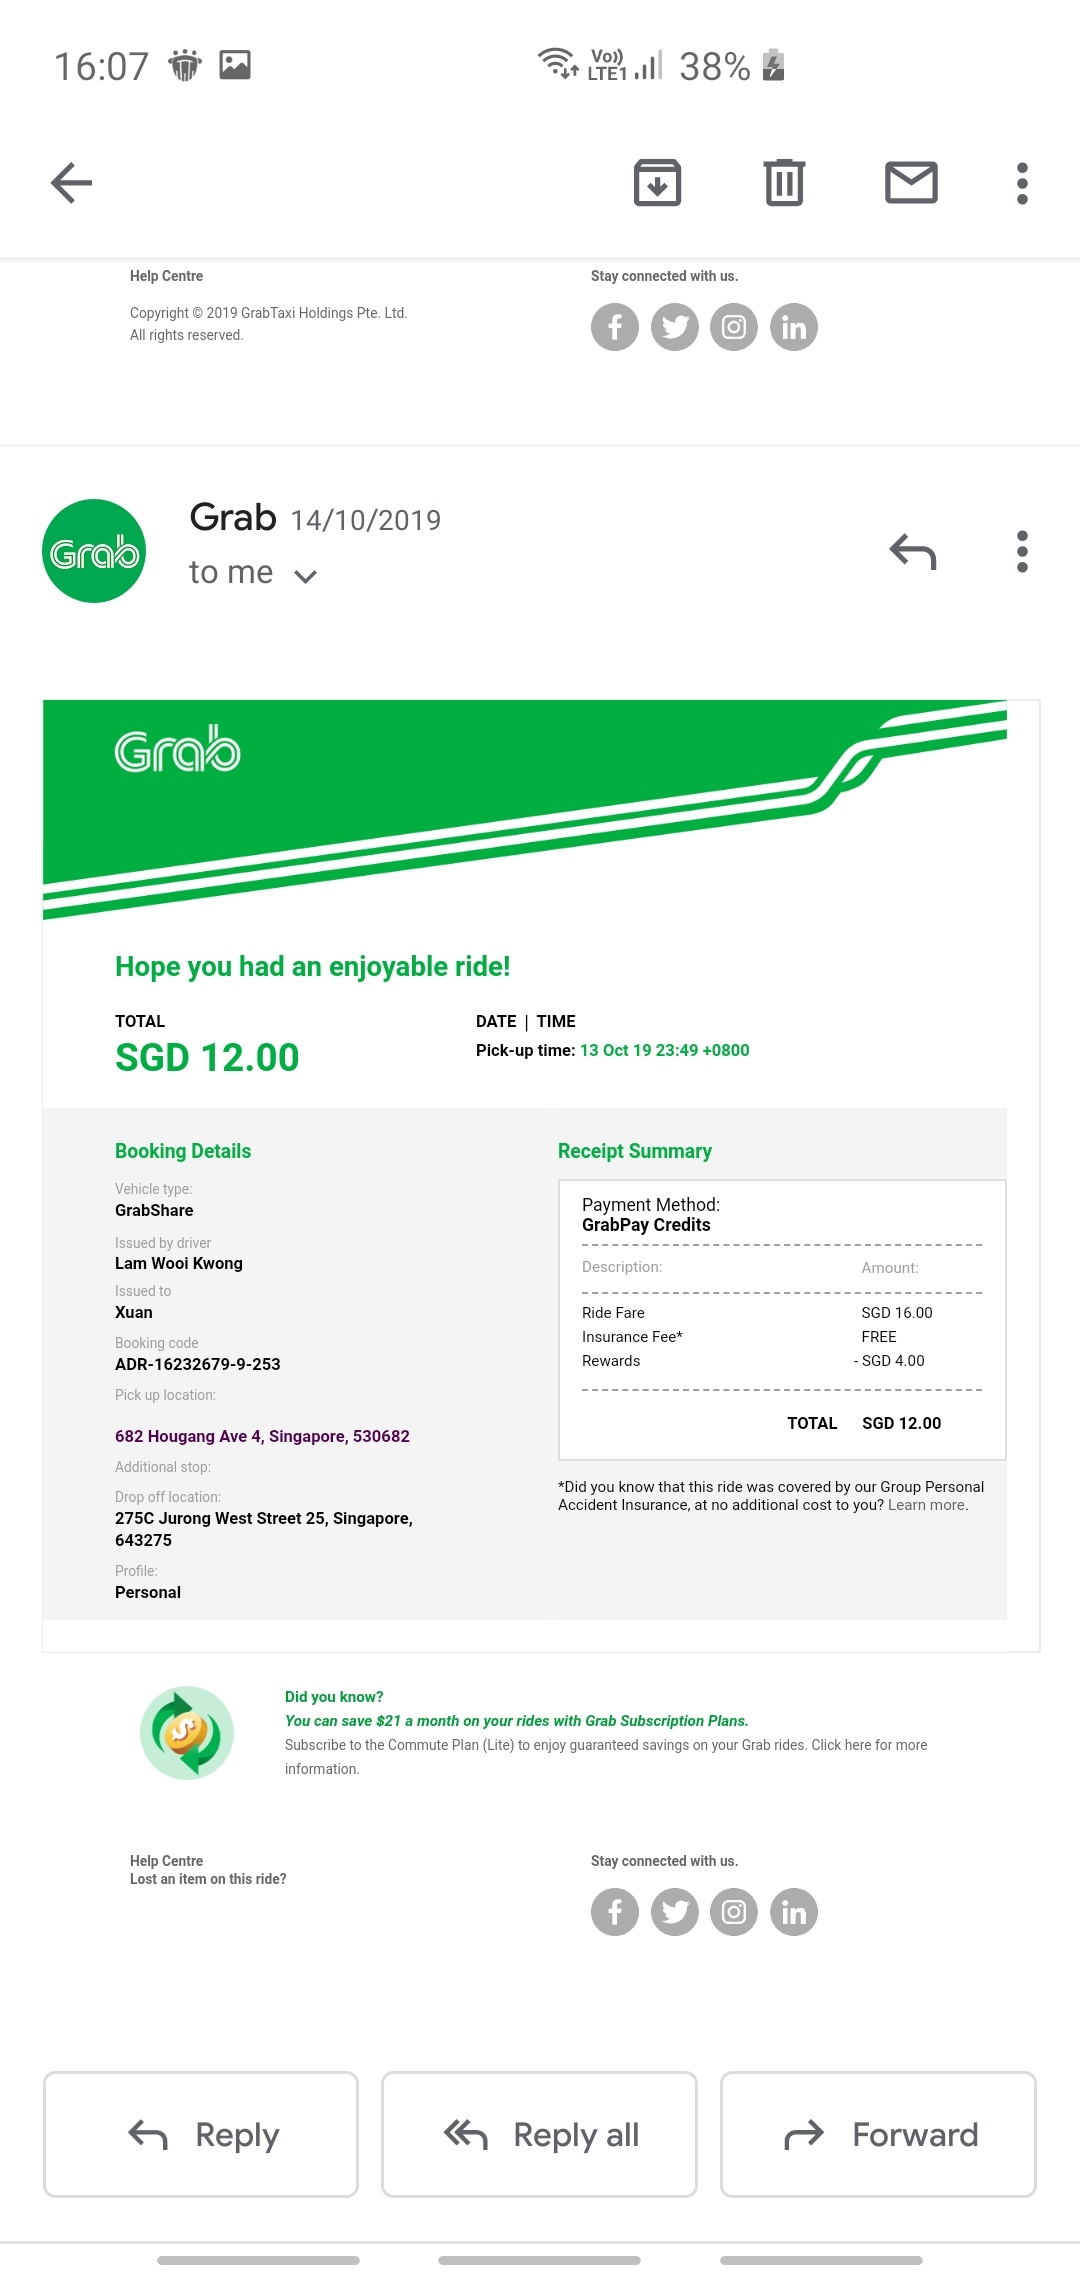 16:07
Vo))
LTE1
38%
Help Centre
Stay connected with us.
Copyright © 2019 GrabTaxi Holdings Pte. Ltd.
All rights reserved.
Grab
Grab 14/10/2019
to me
Grab
Hope you had an enjoyable ride!
TOTAL
SGD 12.00
DATE | TIME
Pick-up time: 13 Oct 19 23:49 +0800
Booking Details
Vehicle type:
GrabShare
Issued by driver
Lam Wooi Kwong
Issued to
Xuan
Booking code
ADR-16232679-9-253
Pick up location:
682 Hougang Ave 4, Singapore, 530682
Additional stop:
Drop off location:
275C Jurong West Street 25, Singapore,
643275
Profile:
Personal
Receipt Summary
Payment Method:
GrabPay Credits
Description: Amount:
Ride Fare SGD 16.00
Insurance Fee* FREE
Rewards - SGD 4.00
TOTAL SGD 12.00
*Did you know that this ride was covered by our Group Personal
Accident Insurance, at no additional cost to you? Learn more.
Did you know?
You can save $21 a month on your rides with Grab Subscription Plans.
Subscribe to the Commute Plan (Lite) to enjoy guaranteed savings on your Grab rides. Click here for more
information.
Help Centre
Lost an item on this ride?
Stay connected with us.
Reply
Reply all
Forward